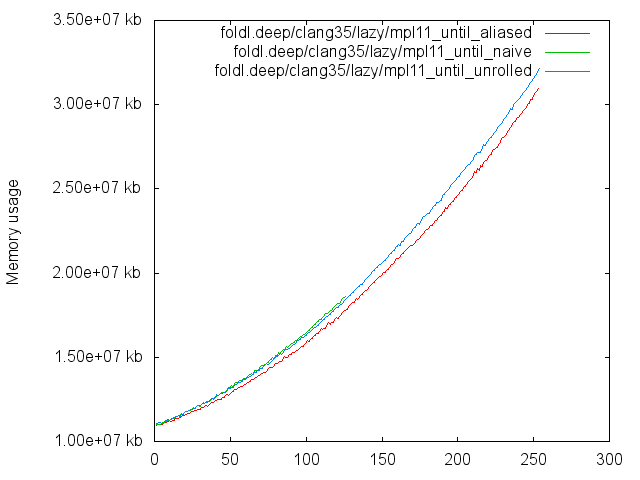 3.50e+07 kb
foldl.deep/clang35/lazy/mpl11_until_aliased
foldl.deep/clang35/lazy/mpl11_until_naive
foldl.deep/clang35/lazy/mpl11_until_unrolled
3.00e+07 kb
2.50e+07 kb
Memory usage
2.00e+07 kb
1.50e+07 kb
1.00e+07 kb
0 50 100 150 200 250 300